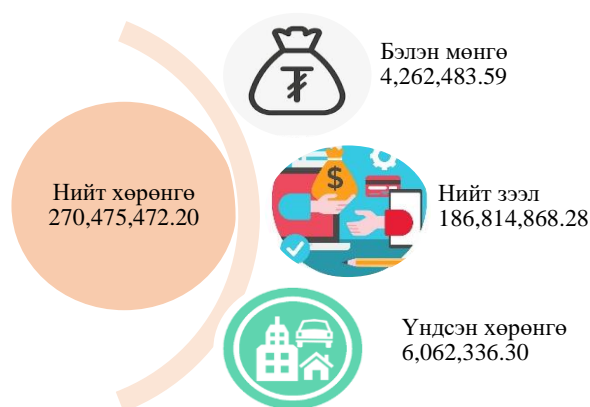 Нийт хөрөнгө
270,475,472.20
Бэлэн мөнгө
4,262,483.59
Нийт зээл
186,814,868.28
Үндсэн хөрөнгө
6,062,336.30